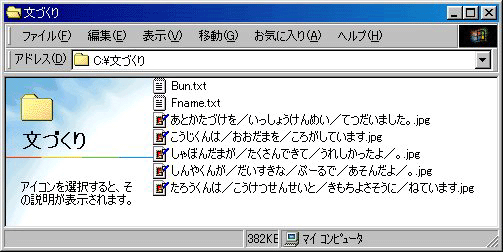 文づくり
ファイル(F) 編集(E) 表示(V) 移動(G) お気に入り(A) ヘルプ(H)
アドレス(D) C:¥文づくり
文づくり
アイコンを選択すると、そ
の説明が表示されます。
Bun.txt
Fname.txt
あとかたづけを／いっしょうけんめい／てつだいました。.jpg
こうじくんは／おおだまを／ころがしています.jpg
しゃぼんだまが／たくさんできて／うれしかったよ／。.jpg
しんやくんが／だいすきな／ぷーるで／あそんだよ／。.jpg
たろうくんは／こうけつせんせいと／きもちよさそうに／ねています.jpg
382KE マイ コンピュータ